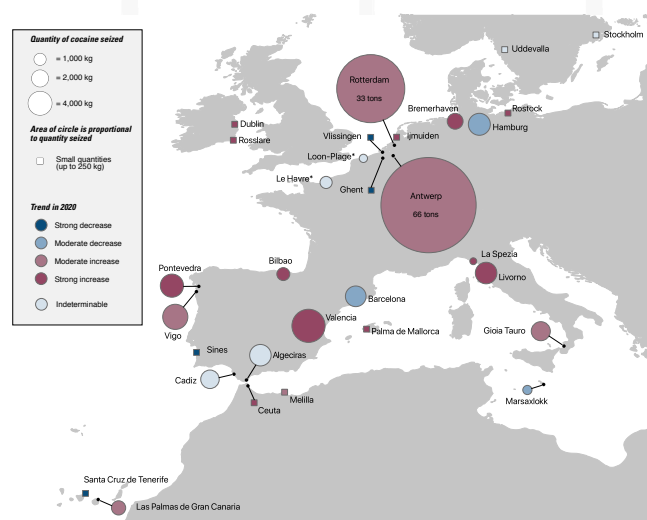 Quantity of cocaine seized
= 1,000 kg
= 2,000 kg
= 4,000 kg
Area of circle is proportional
to quantity seized
Small quantities
(up to 250 kg)
Trend in 2020
Strong decrease
Moderate decrease
Moderate increase
Strong increase
Indeterminable
Stockholm
Uddevalla
Rotterdam
33 tons
Bremerhaven
Rostock
Hamburg
Dublin
Rosslare
Vlissingen
Ijmuiden
Loon-Plage*
Le Havre*
Ghent
Antwerp
66 tons
La Spezia
Livorno
Bilbao
Pontevedra
Vigo
Barcelona
Valencia
Palma de Mallorca
Gioia Tauro
Sines
Algeciras
Cadiz
Melilla
Ceuta
Marsaxlokk
Santa Cruz de Tenerife
Las Palmas de Gran Canaria